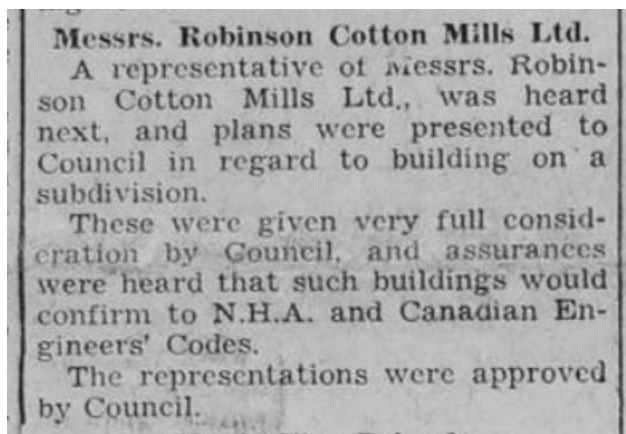 Messrs. Robinson Cotton Mills Ltd.
A representative of Messrs. Robin-
son Cotton Mills Ltd., was heard
next, and plans were presented to
Council in regard to building on a
subdivision.
These were given very full consid-
eration by Council, and assurances
were heard that such buildings would
confirm to N.H.A. and Canadian En-
gineers' Codes.
The representations were approved
by Council.